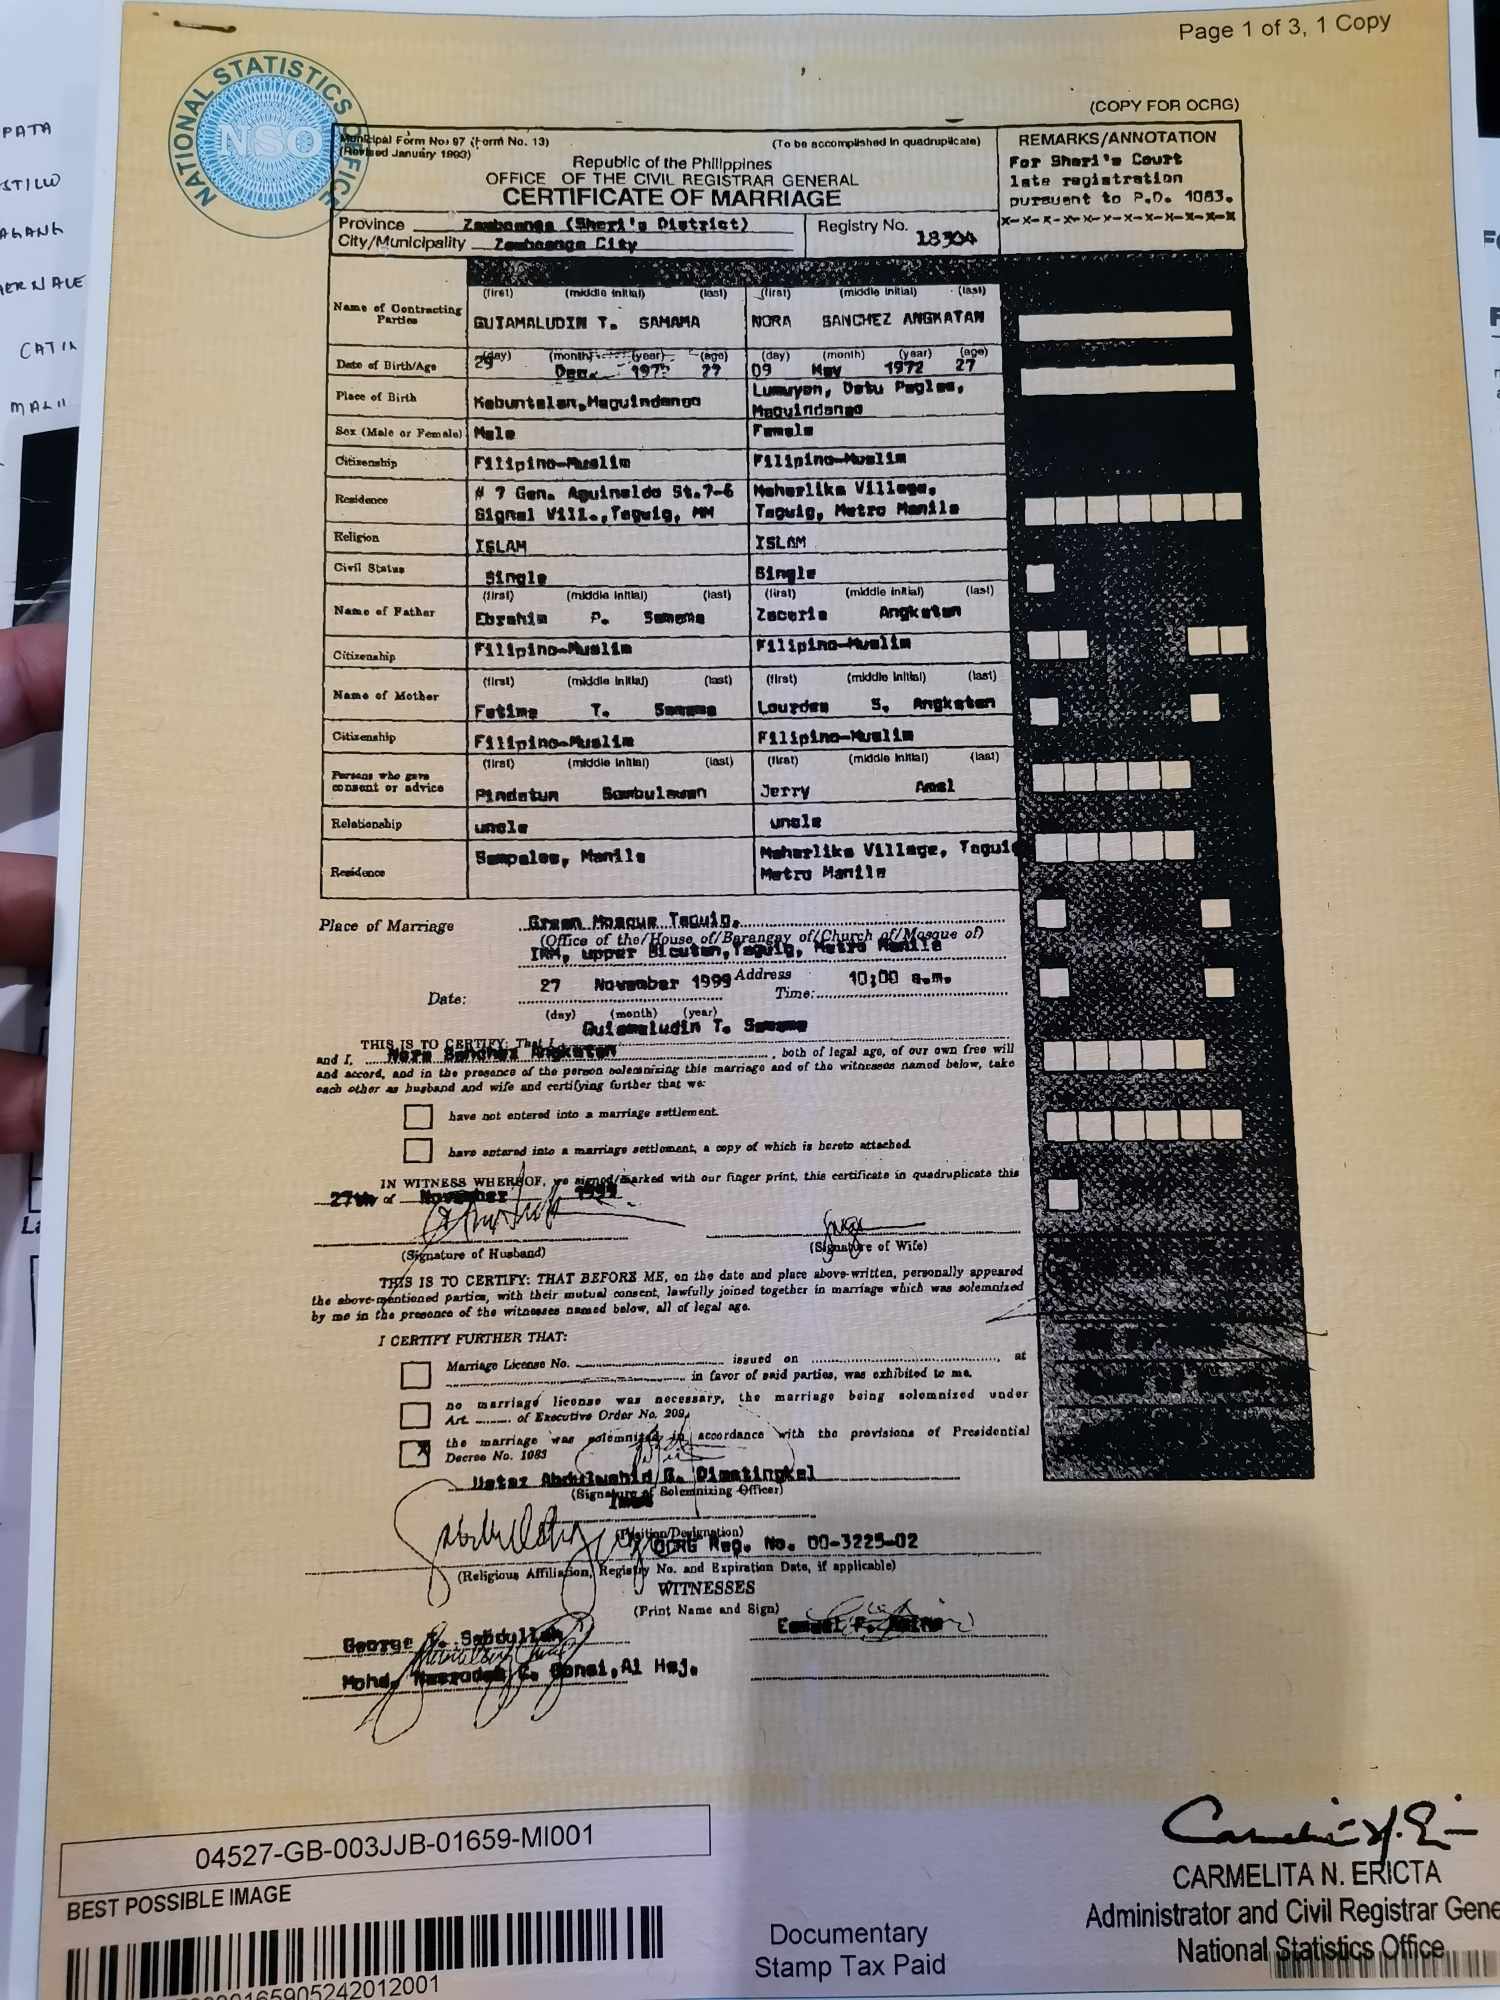 Page 1 of 3, 1 Copy
NATIONAL STATISTICS OFFICE
NSO
(COPY FOR OCRG)
Municipal Form No. 97 (Form No. 13)
(Revised January 1993)
(To be accomplished in quadruplicate)
Republic of the Philippines
OFFICE OF THE CIVIL REGISTRAR GENERAL
CERTIFICATE OF MARRIAGE
REMARKS/ANNOTATION
For Shari's Court
late registration
pursuant to P.D. 1083.
x-x-x-x-x-x-x-x-x-x-x-x
Province Zamboanga (Shari's District)
City/Municipality Zamboanga City
Registry No. 18304
(first) (middle initial) (last) (first) (middle initial) (last)
Name of Contracting Parties GUIAMALUDIN T. SAMAMA NORA SANCHEZ ANGKATAN
(day) (month) (year) (age) (day) (month) (year) (age)
Date of Birth/Age 29 Dec. 1972 27 09 May 1972 27
Place of Birth Kabuntalan, Maguindanao Lumuyon, Datu Paglas, Maguindanao
Sex (Male or Female) Male Female
Citizenship Filipino-Muslim Filipino-Muslim
Residence # 7 Gen. Aguinaldo St.7-6 Maharlika Village,
Signal Vill.,Taguig, MM Taguig, Metro Manila
Religion ISLAM ISLAM
Civil Status Single Single
(first) (middle initial) (last) (first) (middle initial) (last)
Name of Father Ebrahim P. Samama Zacaria Angkatan
Citizenship Filipino-Muslim Filipino-Muslim
(first) (middle initial) (last) (first) (middle initial) (last)
Name of Mother Fatima T. Samama Lourdes S. Angkatan
Citizenship Filipino-Muslim Filipino-Muslim
(first) (middle initial) (last) (first) (middle initial) (last)
Persons who gave consent or advice Pindatun Sambulawan Jerry Amal
Relationship uncle uncle
Residence Sampaloc, Manila Maharlika Village, Taguig
Metro Manila
Place of Marriage Green Mosque Taguig,
(Office of the/House of/Barangay of/Church of/Mosque of)
IRM, upper Bicutan,Taguig, Metro Manila
Address
Date: 27 November 1999 Time: 10:00 a.m.
(day) (month) (year)
Guiamaludin T. Samama
THIS IS TO CERTIFY: That I
and I, Nora Sanchez Angkatan, both of legal age, of our own free will
and accord, and in the presence of the person solemnizing this marriage and of the witnesses named below, take
each other as husband and wife and certifying further that we:
have not entered into a marriage settlement.
have entered into a marriage settlement, a copy of which is hereto attached.
IN WITNESS WHEREOF, we signed/marked with our finger print, this certificate in quadruplicate this
27th of November 1999
(Signature of Husband) (Signature of Wife)
THIS IS TO CERTIFY: THAT BEFORE ME, on the date and place above-written, personally appeared
the above-mentioned parties, with their mutual consent, lawfully joined together in marriage which was solemnized
by me in the presence of the witnesses named below, all of legal age.
I CERTIFY FURTHER THAT:
Marriage License No. issued on , at
in favor of said parties, was exhibited to me.
no marriage license was necessary, the marriage being solemnized under
Art. of Executive Order No. 209.
x the marriage was solemnized in accordance with the provisions of Presidential
Decree No. 1083
Ustaz Abdulwahid G. Dimatingkal
(Signature of Solemnizing Officer)
Imam
(Position/Designation)
OCRG Reg. No. 00-3225-02
(Religious Affiliation, Registry No. and Expiration Date, if applicable)
WITNESSES
(Print Name and Sign)
George T. Sabdullah
Mohd. C. Gonai,Al Haj.
04527-GB-003JJB-01659-MI001
BEST POSSIBLE IMAGE
Documentary
Stamp Tax Paid
CARMELITA N. ERICTA
Administrator and Civil Registrar Gene
National Statistics Office
PATA
STILLO
AGANG